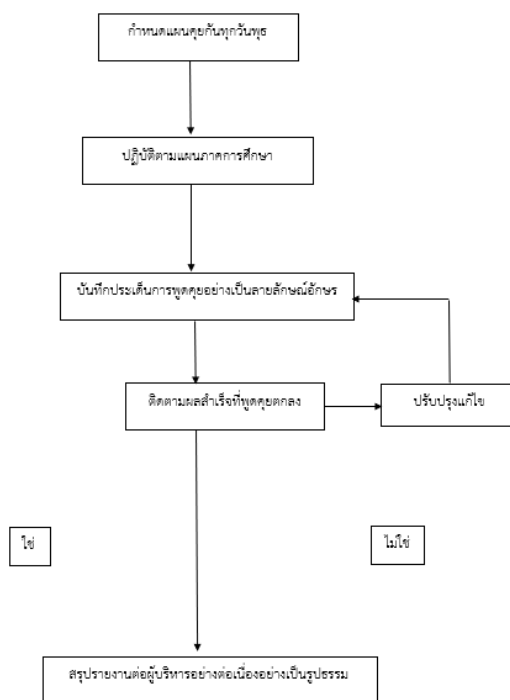 กำหนดแผนคุยกันทุกวันพุธ
ปฏิบัติตามแผนภาคการศึกษา
บันทึกประเด็นการพูดคุยอย่างเป็นลายลักษณ์อักษร
ติดตามผลสำเร็จที่พูดคุยตกลง
ปรับปรุงแก้ไข
ใช่
ไม่ใช่
สรุปรายงานต่อผู้บริหารอย่างต่อเนื่องอย่างเป็นรูปธรรม